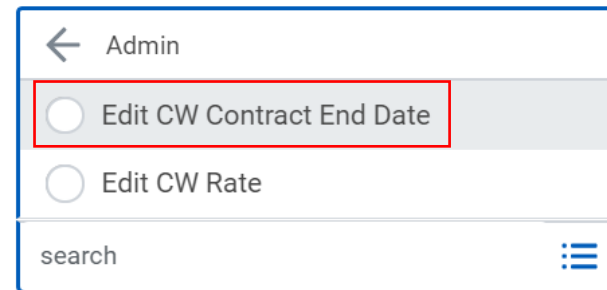 Admin
Edit CW Contract End Date
Edit CW Rate
search